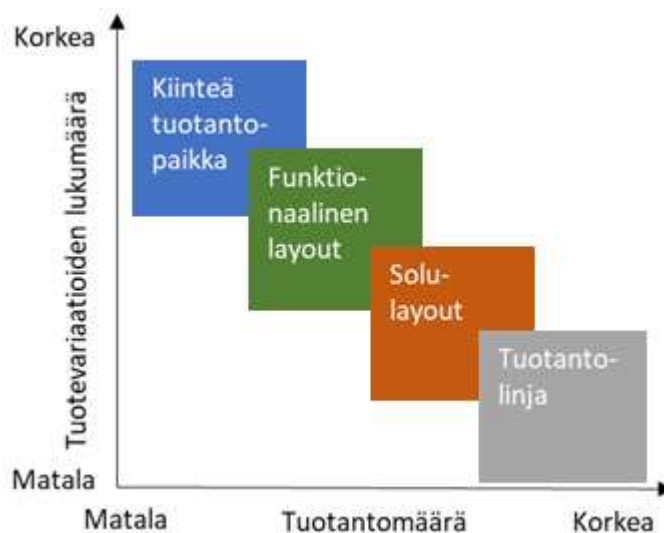 Korkea
Tuotevariaatioiden lukumäärä
Kiinteä
tuotanto-
paikka
Funktio-
naalinen
layout
Solu-
layout
Tuotanto-
linja
Matala
Matala
Tuotantomäärä
Korkea